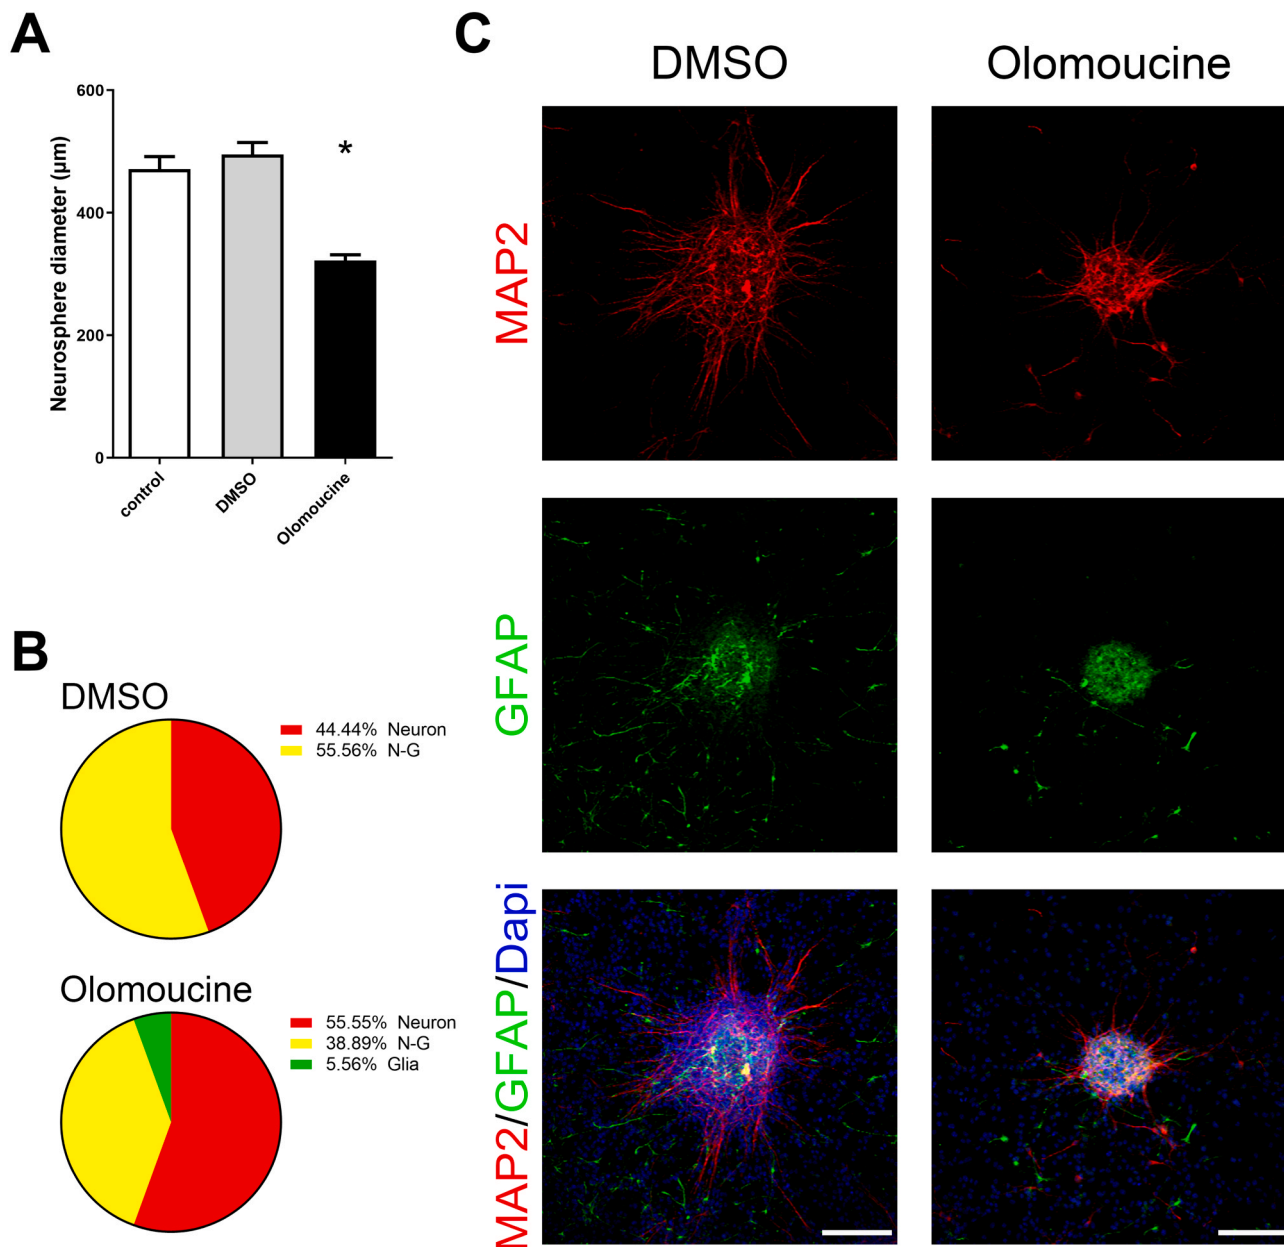 A
600
400
200
0
Neurosphere diameter (µm)
*
control
DMSO
Olomoucine
B
DMSO
44.44% Neuron
55.56% N-G
Olomoucine
55.55% Neuron
38.89% N-G
5.56% Glia
C
DMSO
Olomoucine
MAP2
GFAP
MAP2/GFAP/Dapi